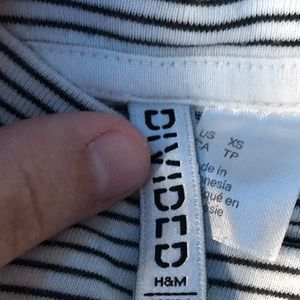 DIVIDED
H&M
US XS
CA TP
de in
nesia
qué en
sie